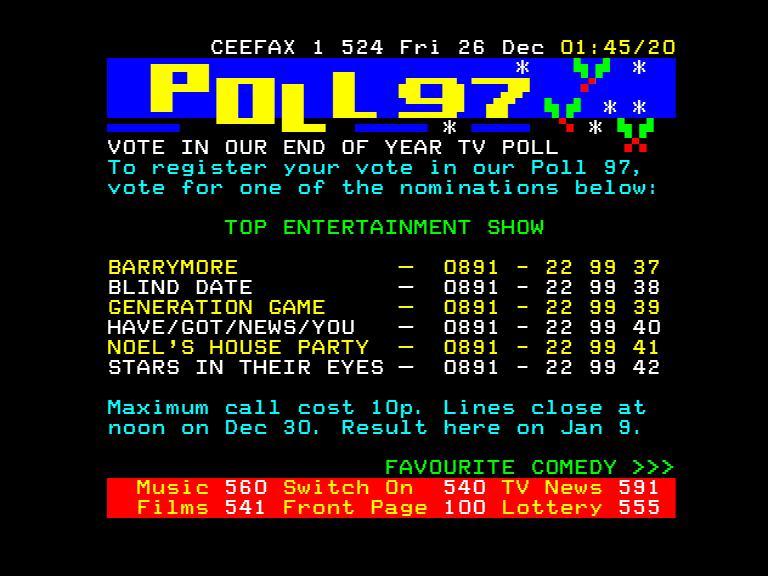 CEEFAX 1 524 Fri 26 Dec 01:45/20
POLL 97
VOTE IN OUR END OF YEAR TV POLL
To register your vote in our Poll 97,
vote for one of the nominations below:
TOP ENTERTAINMENT SHOW
BARRYMORE – 0891 - 22 99 37
BLIND DATE – 0891 - 22 99 38
GENERATION GAME – 0891 - 22 99 39
HAVE/GOT/NEWS/YOU – 0891 - 22 99 40
NOEL'S HOUSE PARTY – 0891 - 22 99 41
STARS IN THEIR EYES – 0891 - 22 99 42
Maximum call cost 10p. Lines close at
noon on Dec 30. Result here on Jan 9.
FAVOURITE COMEDY >>>
Music 560 Switch On 540 TV News 591
Films 541 Front Page 100 Lottery 555